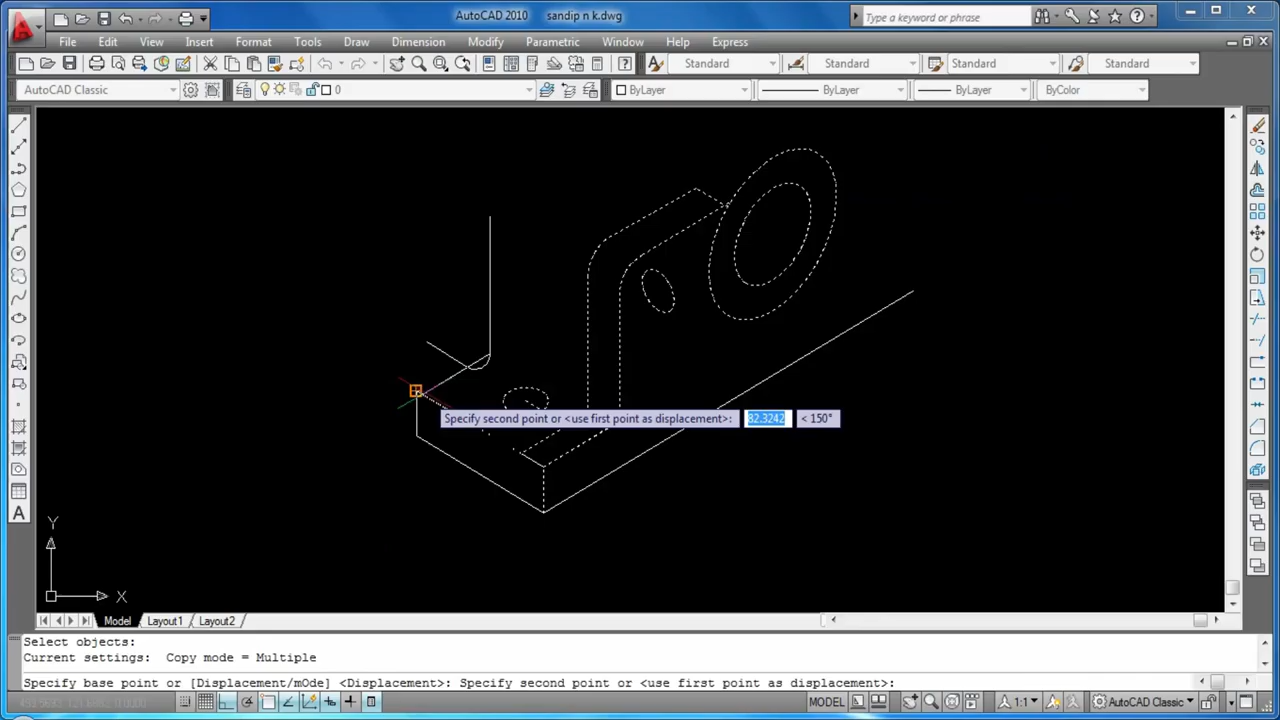 AutoCAD 2010 sandip n k.dwg
Type a keyword or phrase
File Edit View Insert Format Tools Draw Dimension Modify Parametric Window Help Express
Standard Standard Standard Standard
AutoCAD Classic 0 ByLayer ByLayer ByLayer ByColor
Specify second point or <use first point as displacement>: 82.3242 < 150°
Y
X
Model Layout1 Layout2
Select objects:
Current settings: Copy mode = Multiple
Specify base point or [Displacement/mOde] <Displacement>: Specify second point or <use first point as displacement>:
MODEL 1:1 AutoCAD Classic